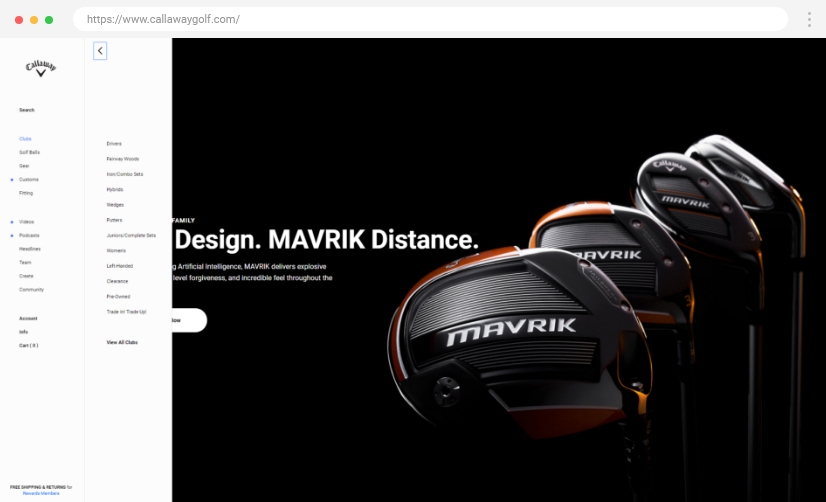 https://www.callawaygolf.com/
Callaway
Search
Clubs
Golf Balls
Gear
Customs
Fitting
Videos
Podcasts
Headlines
Team
Create
Community
Account
Info
Cart ( 0 )
FREE SHIPPING & RETURNS for
Rewards Members
Drivers
Fairway Woods
Iron/Combo Sets
Hybrids
Wedges
Putters
Juniors/Complete Sets
Women's
Left-Handed
Clearance
Pre-Owned
Trade In! Trade Up!
View All Clubs
FAMILY
Design. MAVRIK Distance.
g Artificial Intelligence, MAVRIK delivers explosive
level forgiveness, and incredible feel throughout the
Now
Callaway
MAVRIK
MAVRIK
MAVRIK